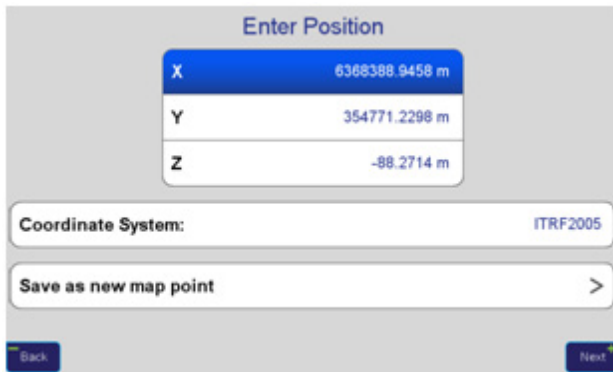 Enter Position
X 6368388.9458 m
Y 354771.2298 m
Z -88.2714 m
Coordinate System: ITRF2005
Save as new map point >
Back Next